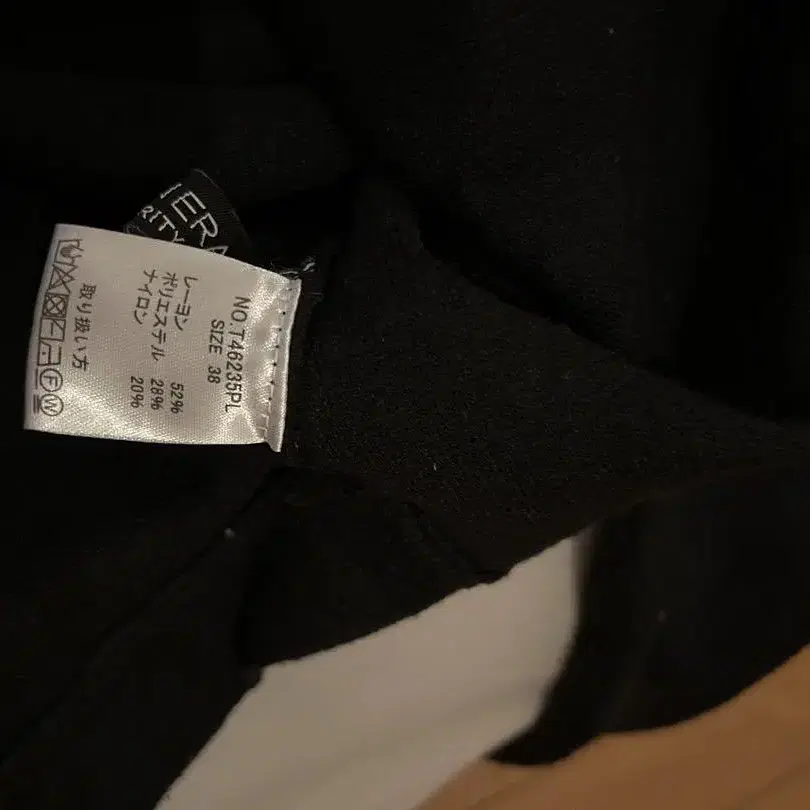 NO.T46235PL
SIZE 38
レーヨン 52%
ポリエステル 28%
ナイロン 20%
取り扱い方
F W